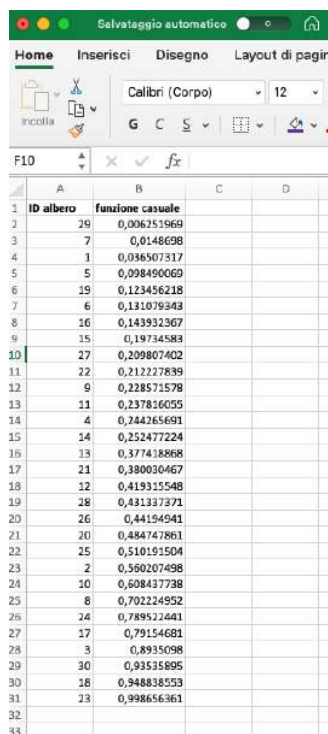 Salvataggio automatico
Home Inserisci Disegno Layout di pagin
Incolla Calibri (Corpo) 12
G C S
F10 fx
A B C D
1 ID albero funzione casuale
2 29 0,006251969
3 7 0,0148698
4 1 0,036507317
5 5 0,098490069
6 19 0,123456218
7 6 0,131079343
8 16 0,143932367
9 15 0,19734583
10 27 0,209807402
11 22 0,212227839
12 9 0,228571578
13 11 0,237816055
14 4 0,244265691
15 14 0,252477224
16 13 0,377418868
17 21 0,380030467
18 12 0,419315548
19 28 0,431337371
20 26 0,44194941
21 20 0,484747861
22 25 0,510191504
23 2 0,560207498
24 10 0,608437738
25 8 0,702224952
26 24 0,789522441
27 17 0,79154681
28 3 0,8935098
29 30 0,93535895
30 18 0,948838553
31 23 0,998656361
32
33